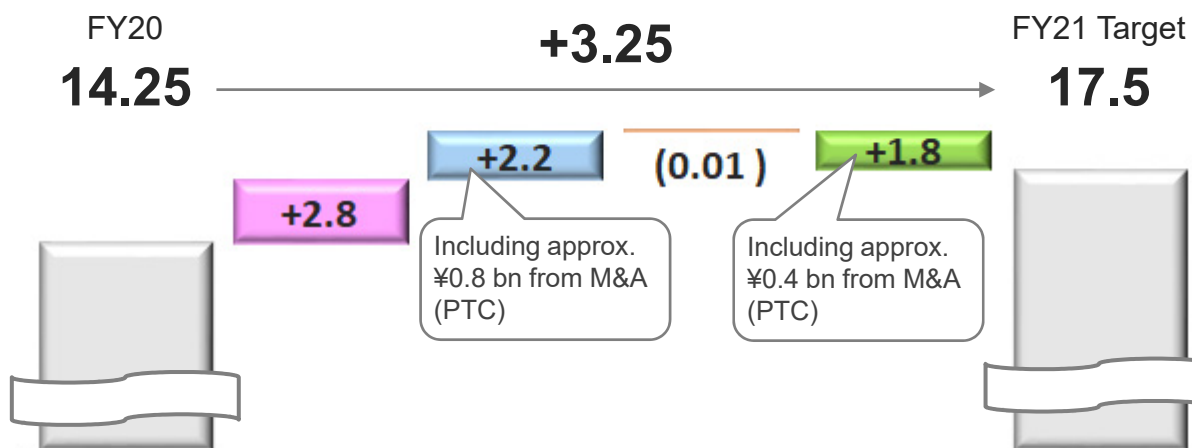 FY20
14.25
+3.25
FY21 Target
17.5
+2.8
+2.2
(0.01 )
+1.8
Including approx.
¥0.8 bn from M&A
(PTC)
Including approx.
¥0.4 bn from M&A
(PTC)